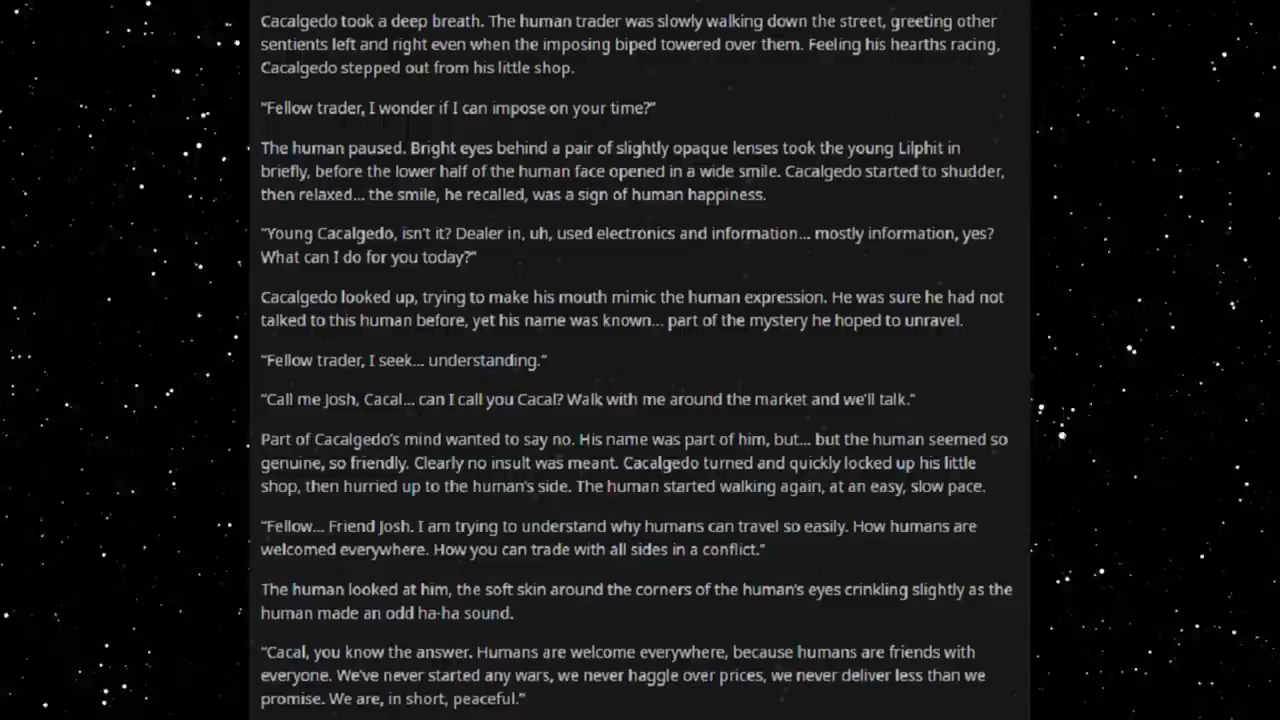 Cacalgedo took a deep breath. The human trader was slowly walking down the street, greeting other
sentients left and right even when the imposing biped towered over them. Feeling his hearths racing,
Cacalgedo stepped out from his little shop.
“Fellow trader, I wonder if I can impose on your time?”
The human paused. Bright eyes behind a pair of slightly opaque lenses took the young Lilphit in
briefly, before the lower half of the human face opened in a wide smile. Cacalgedo started to shudder,
then relaxed... the smile, he recalled, was a sign of human happiness.
“Young Cacalgedo, isn’t it? Dealer in, uh, used electronics and information... mostly information, yes?
What can I do for you today?”
Cacalgedo looked up, trying to make his mouth mimic the human expression. He was sure he had not
talked to this human before, yet his name was known... part of the mystery he hoped to unravel.
“Fellow trader, I seek... understanding.”
“Call me Josh, Cacal... can I call you Cacal? Walk with me around the market and we’ll talk.”
Part of Cacalgedo’s mind wanted to say no. His name was part of him, but... but the human seemed so
genuine, so friendly. Clearly no insult was meant. Cacalgedo turned and quickly locked up his little
shop, then hurried up to the human’s side. The human started walking again, at an easy, slow pace.
“Fellow... Friend Josh. I am trying to understand why humans can travel so easily. How humans are
welcomed everywhere. How you can trade with all sides in a conflict.”
The human looked at him, the soft skin around the corners of the human’s eyes crinkling slightly as the
human made an odd ha-ha sound.
“Cacal, you know the answer. Humans are welcome everywhere, because humans are friends with
everyone. We’ve never started any wars, we never haggle over prices, we never deliver less than we
promise. We are, in short, peaceful.”